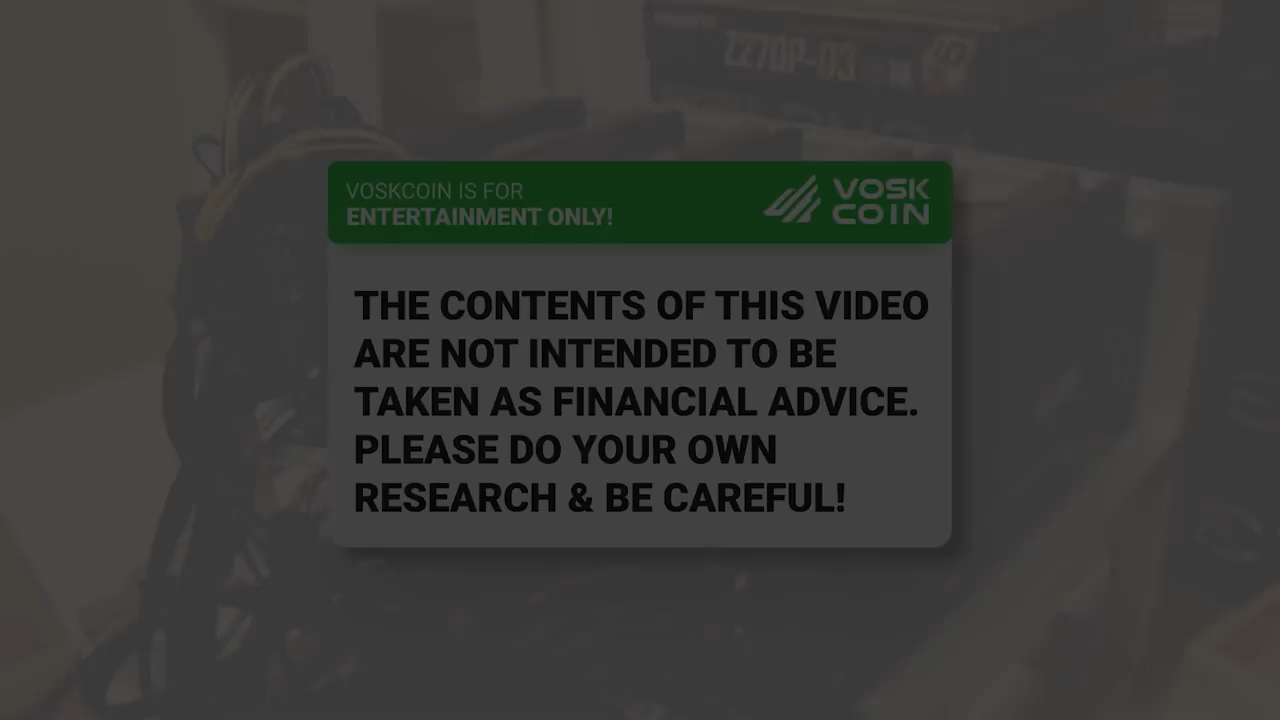 Z270P-D3
VOSKCOIN IS FOR
ENTERTAINMENT ONLY!
VOSK
COIN
THE CONTENTS OF THIS VIDEO
ARE NOT INTENDED TO BE
TAKEN AS FINANCIAL ADVICE.
PLEASE DO YOUR OWN
RESEARCH & BE CAREFUL!